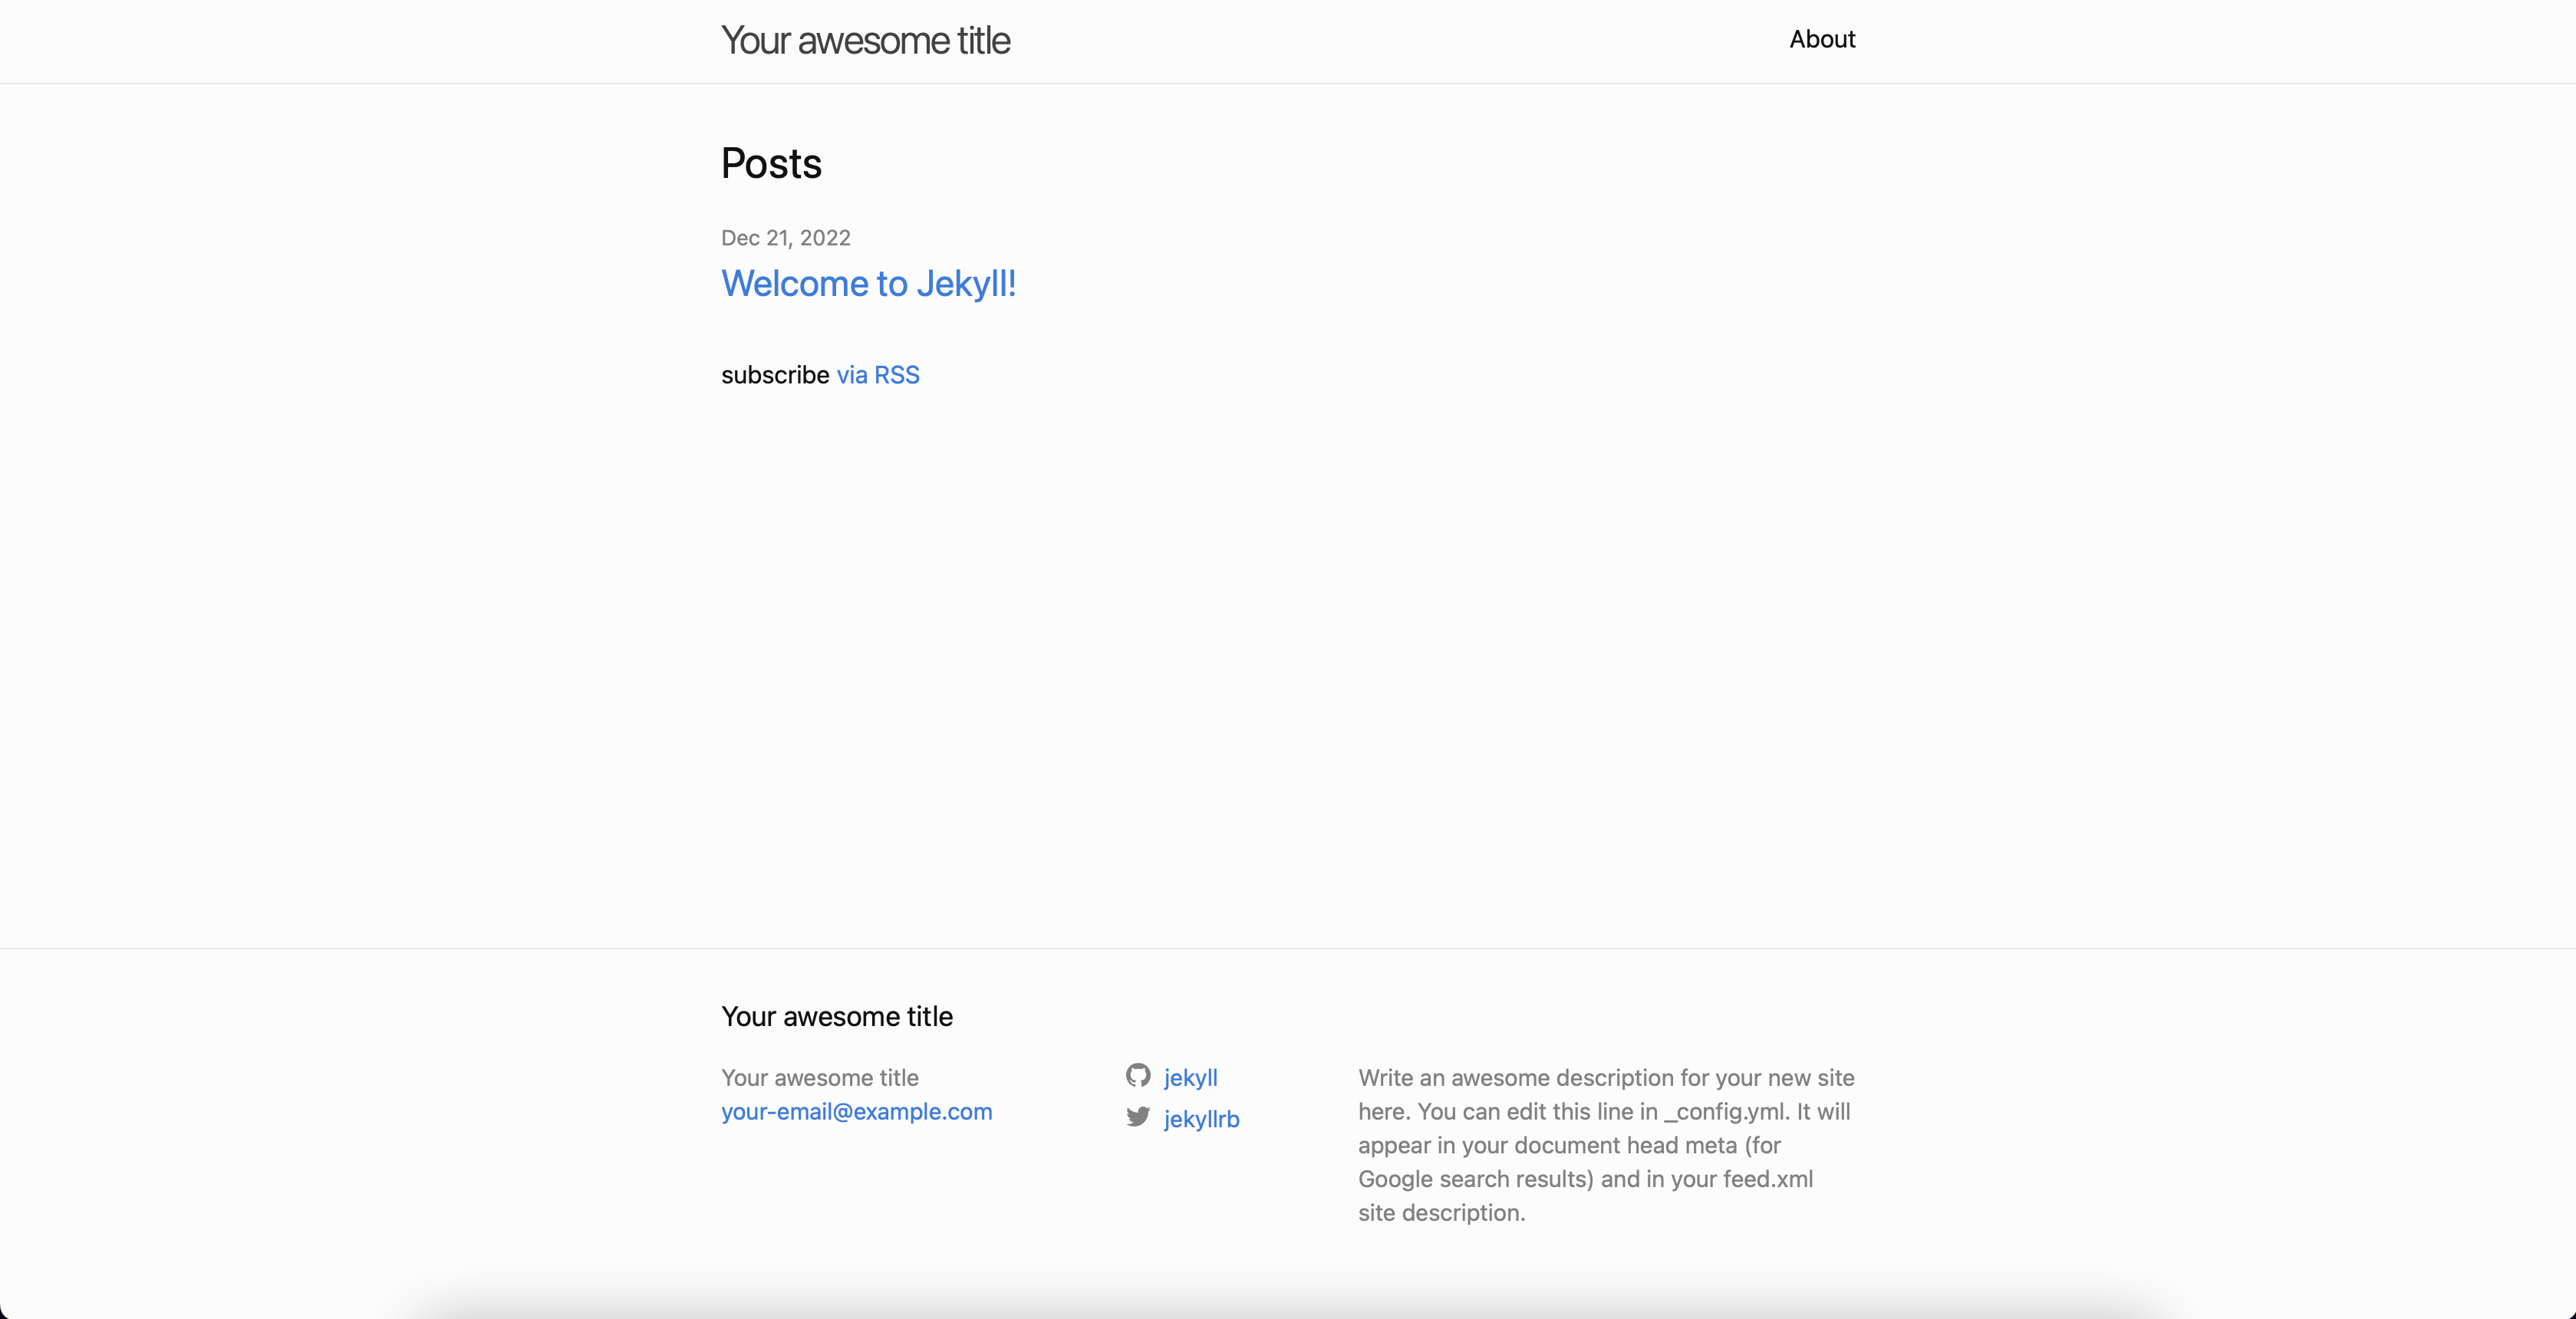 Your awesome title
About
Posts
Dec 21, 2022
Welcome to Jekyll!
subscribe via RSS
Your awesome title
Your awesome title
your-email@example.com
jekyll
jekyllrb
Write an awesome description for your new site
here. You can edit this line in _config.yml. It will
appear in your document head meta (for
Google search results) and in your feed.xml
site description.